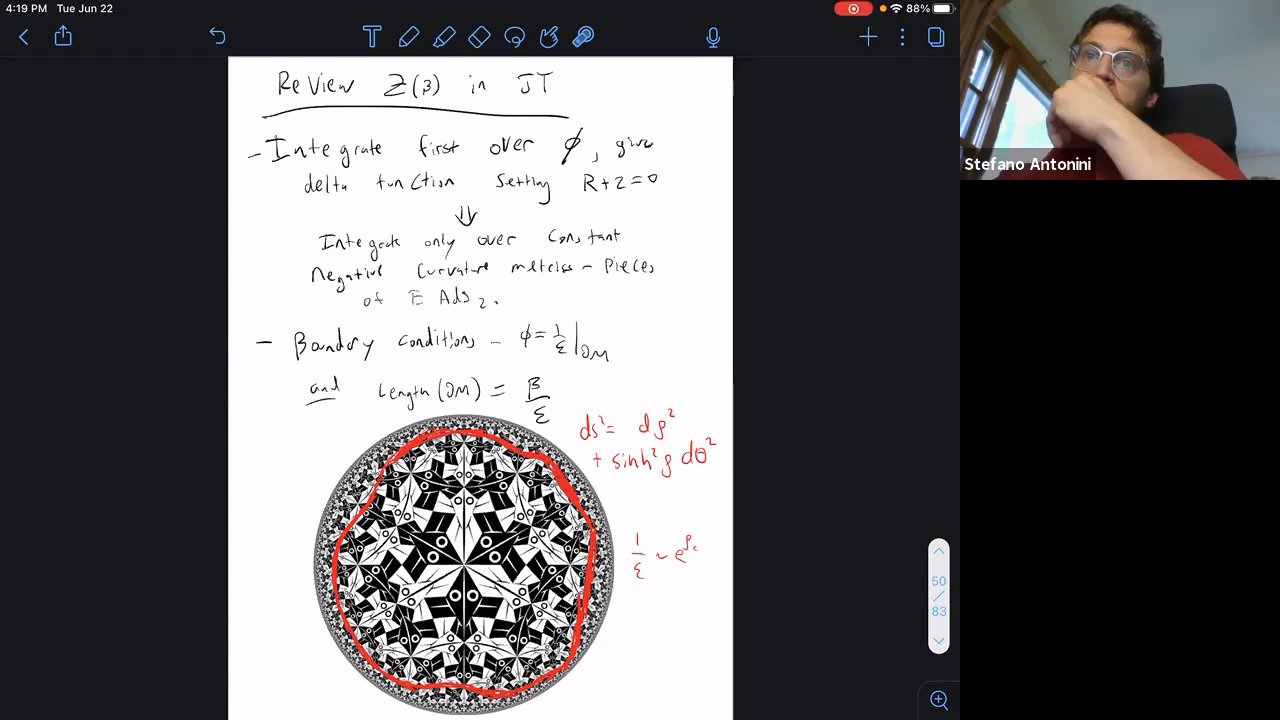 4:19 PM Tue Jun 22
88%
Review Z(β) in JT
- Integrate first over ϕ, give
delta function setting R+2=0
⇓
Integrate only over constant
negative curvature metrics - pieces
of E AdS₂.
- Boundry conditions - ϕ = 1/ε |∂M
and Length(∂M) = β/ε
ds² = dρ²
+ sinh²ρ dθ²
1/ε ~ e^ρc
50
/
83
Stefano Antonini